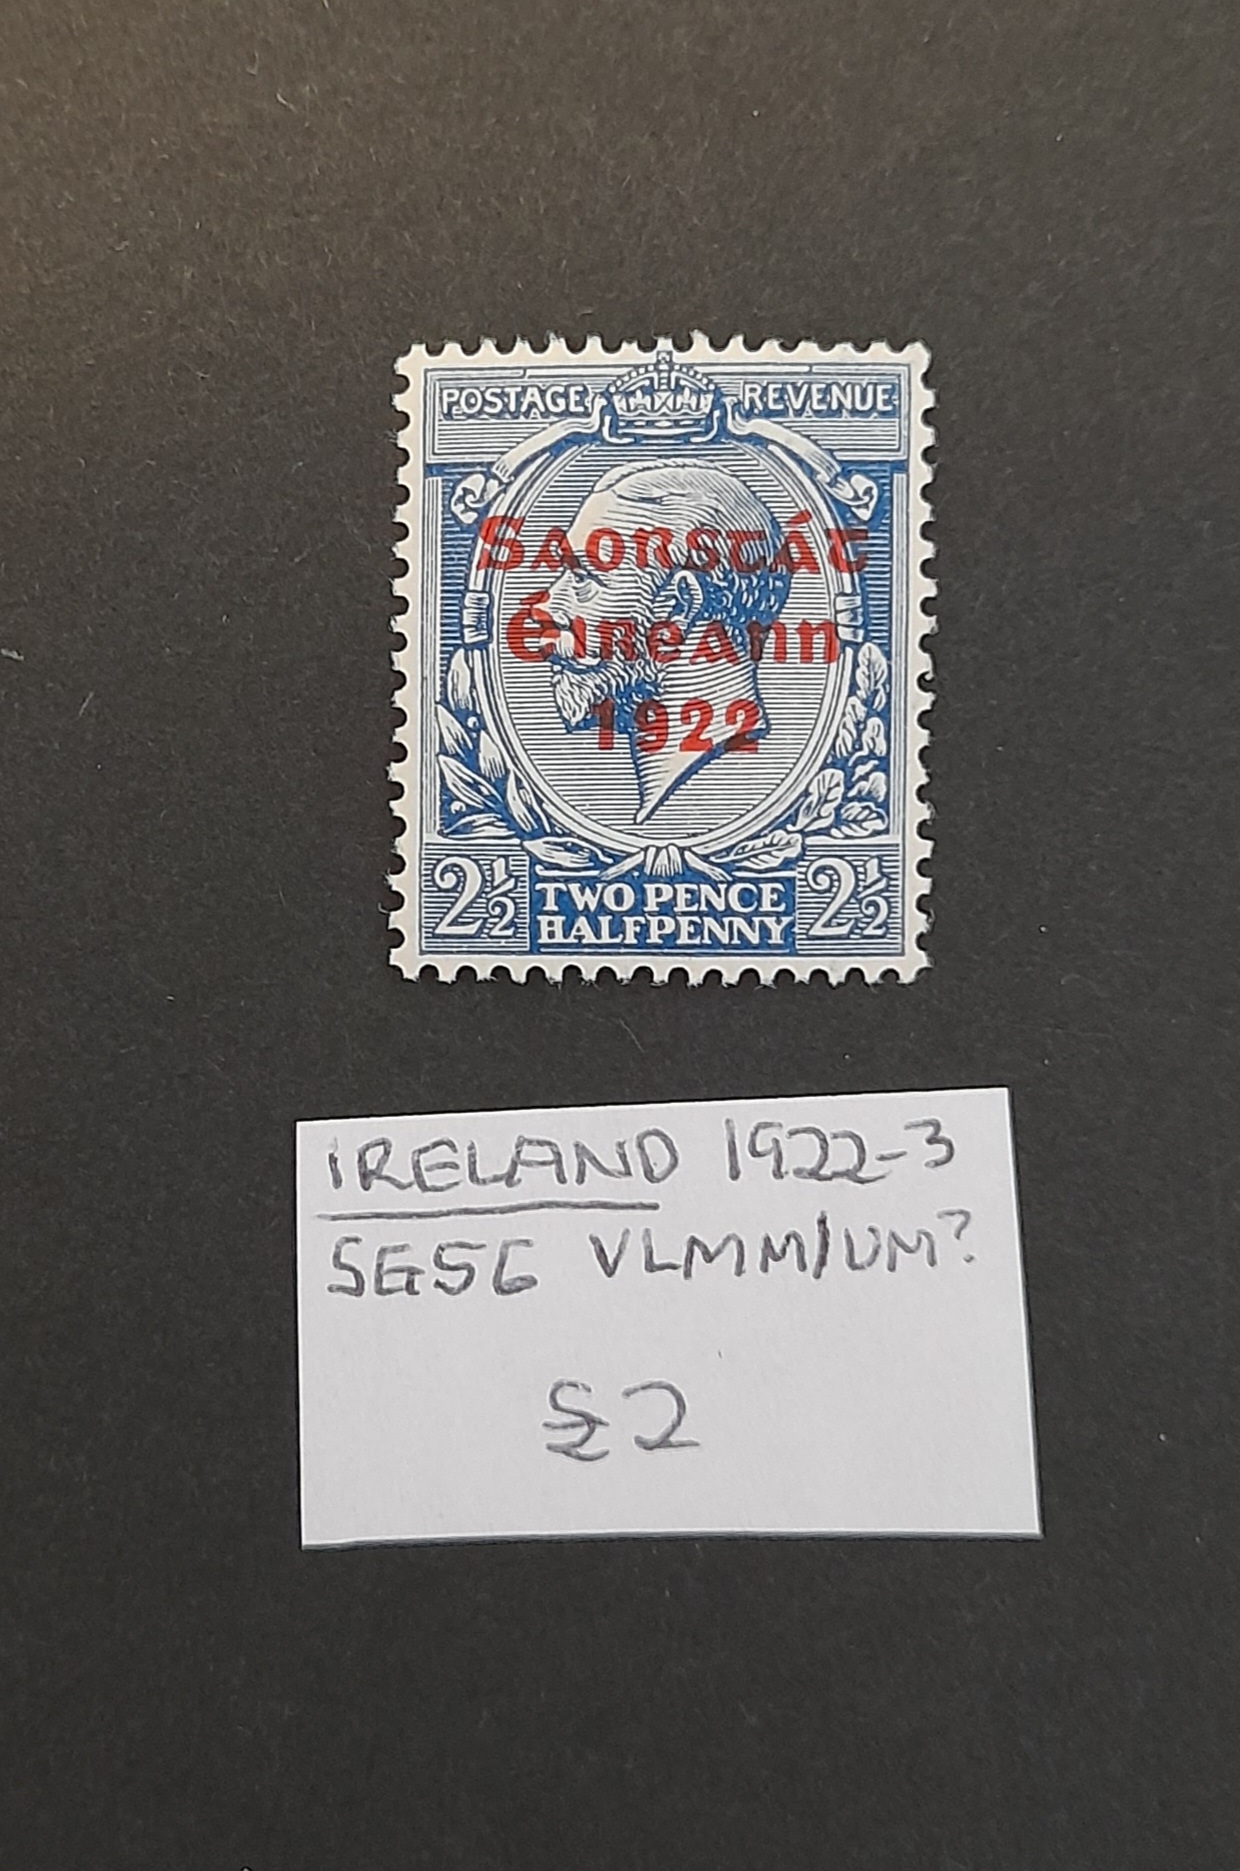 POSTAGE REVENUE
Saorstát
Éireann
1922
2½ TWO PENCE HALFPENNY 2½
IRELAND 1922-3
SG56 VLMM/UM?
£2